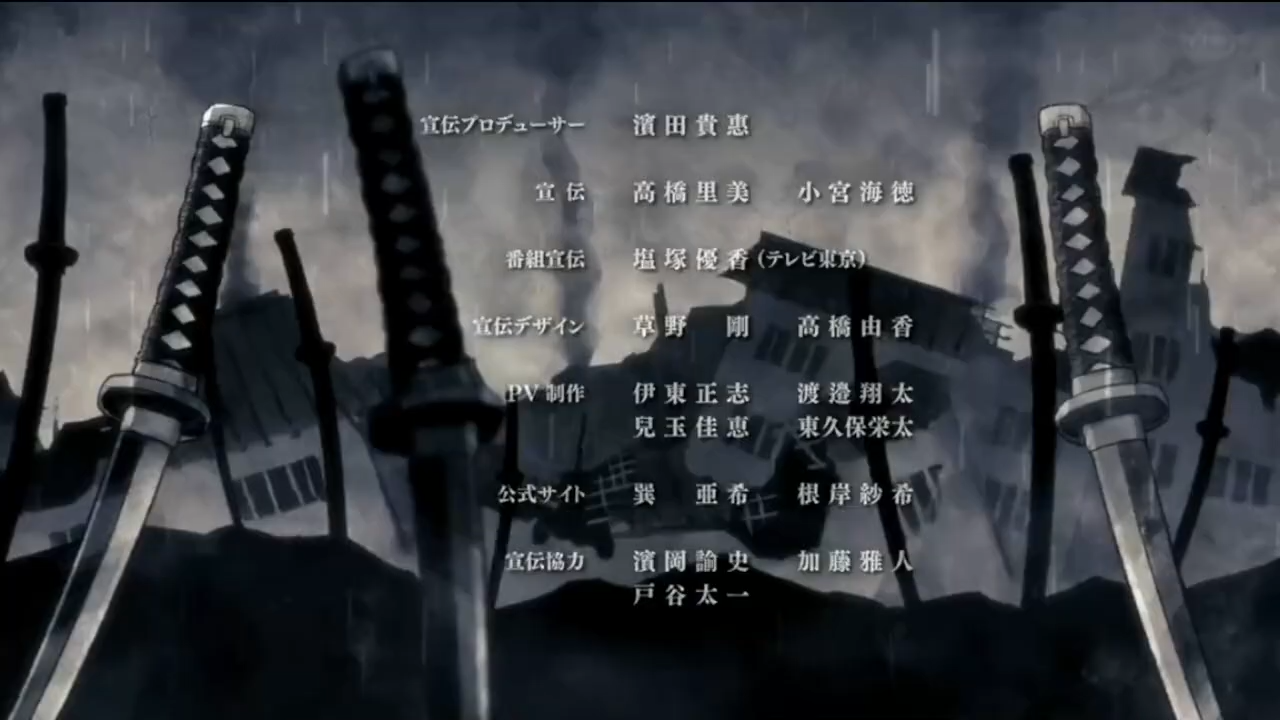 宣伝プロデューサー 濱田貴惠
宣伝 高橋里美 小宮海徳
番組宣伝 塩塚優香(テレビ東京)
宣伝デザイン 草野 剛 高橋由香
PV制作 伊東正志 渡邉翔太
兒玉佳恵 東久保栄太
公式サイト 巽 亜希 根岸紗希
宣伝協力 濱岡諭史 加藤雅人
戸谷太一